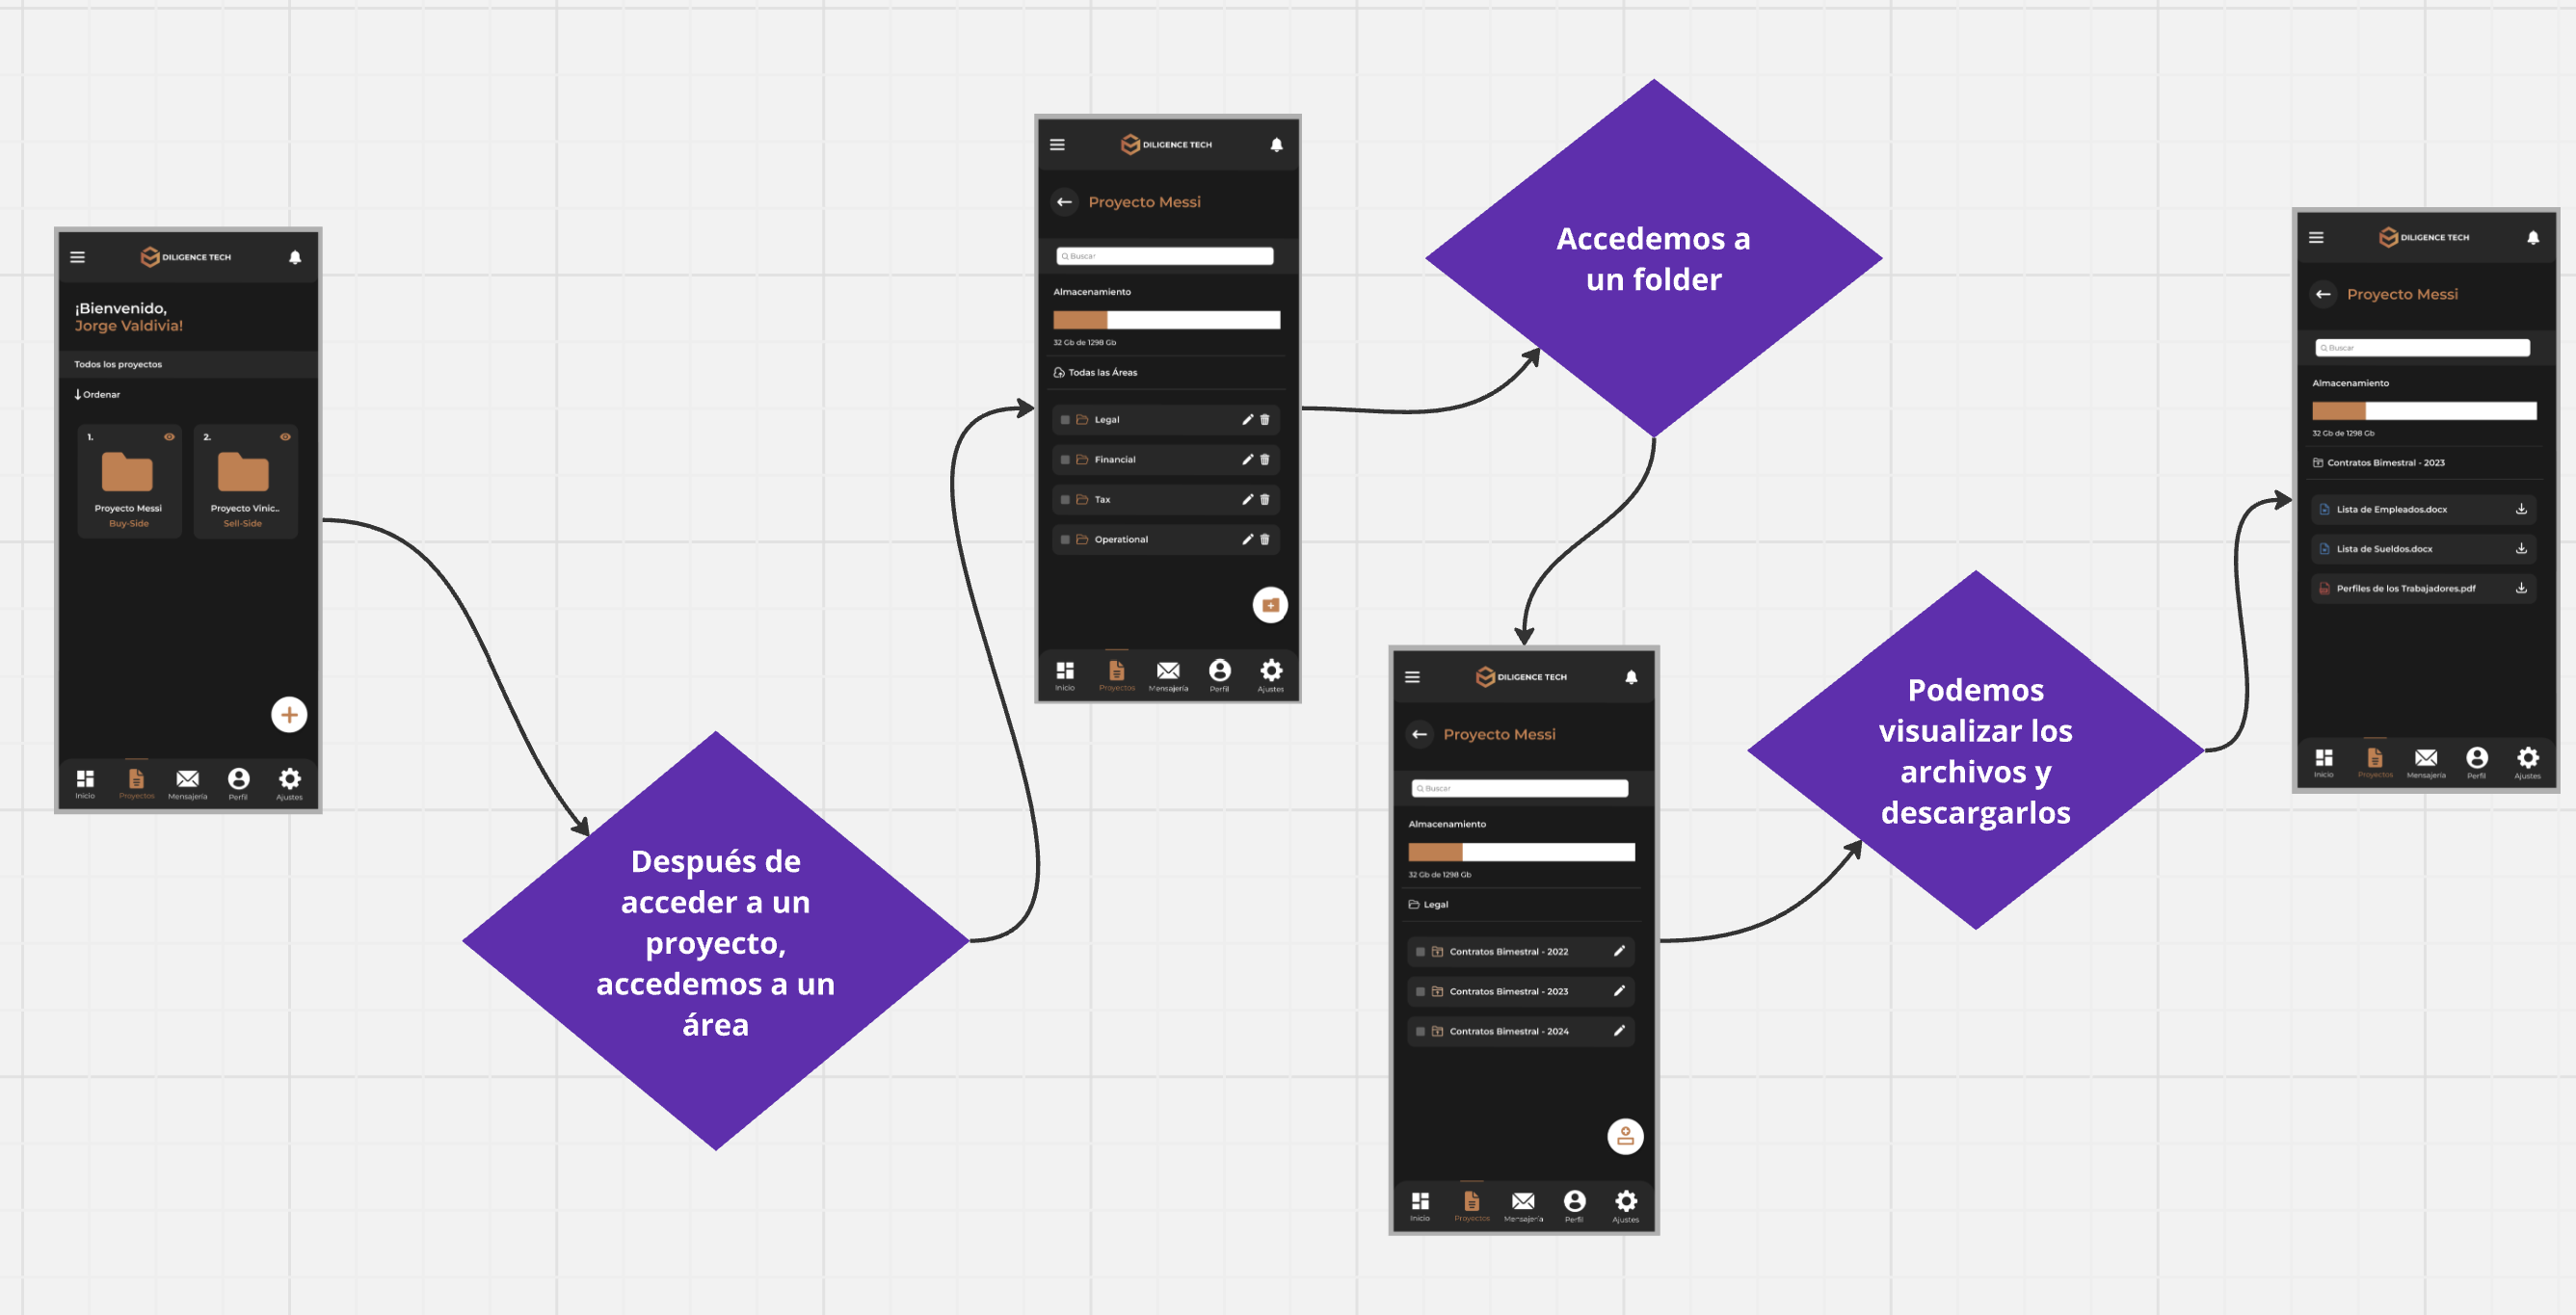 DILIGENCE TECH
¡Bienvenido,
Jorge Valdivia!
Todos los proyectos
Ordenar
1.
2.
Proyecto Messi
Buy-Side
Proyecto Vinic..
Sell-Side
Inicio
Proyectos
Mensajería
Perfil
Ajustes
Después de
acceder a un
proyecto,
accedemos a un
área
DILIGENCE TECH
Proyecto Messi
Buscar
Almacenamiento
32 Gb de 1298 Gb
Todas las Áreas
Legal
Financial
Tax
Operational
Inicio
Proyectos
Mensajería
Perfil
Ajustes
Accedemos a
un folder
DILIGENCE TECH
Proyecto Messi
Buscar
Almacenamiento
32 Gb de 1298 Gb
Legal
Contratos Bimestral - 2022
Contratos Bimestral - 2023
Contratos Bimestral - 2024
Inicio
Proyectos
Mensajería
Perfil
Ajustes
Podemos
visualizar los
archivos y
descargarlos
DILIGENCE TECH
Proyecto Messi
Buscar
Almacenamiento
32 Gb de 1298 Gb
Contratos Bimestral - 2023
Lista de Empleados.docx
Lista de Sueldos.docx
Perfiles de los Trabajadores.pdf
Inicio
Proyectos
Mensajería
Perfil
Ajustes